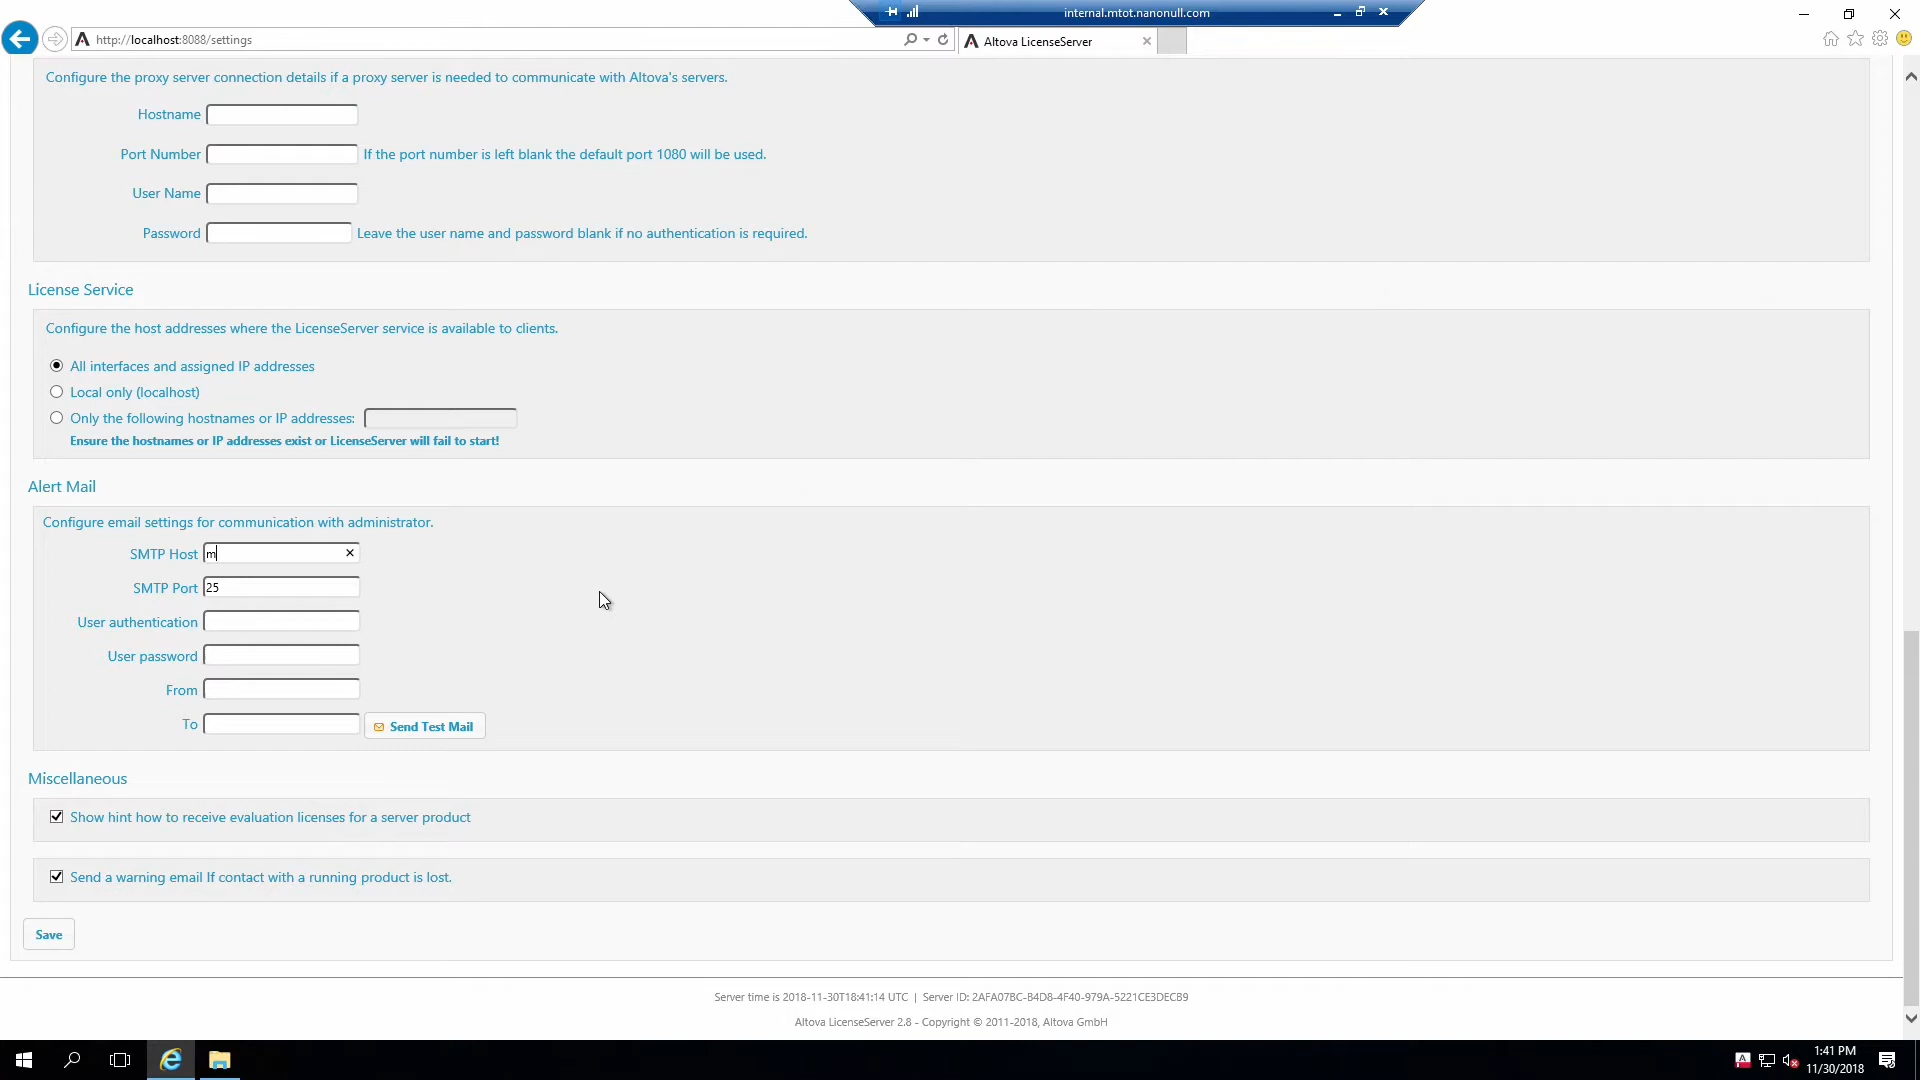 internal.mtot.nanonull.com
http://localhost:8088/settings
Altova LicenseServer
Configure the proxy server connection details if a proxy server is needed to communicate with Altova's servers.
Hostname
Port Number If the port number is left blank the default port 1080 will be used.
User Name
Password Leave the user name and password blank if no authentication is required.
License Service
Configure the host addresses where the LicenseServer service is available to clients.
All interfaces and assigned IP addresses
Local only (localhost)
Only the following hostnames or IP addresses:
Ensure the hostnames or IP addresses exist or LicenseServer will fail to start!
Alert Mail
Configure email settings for communication with administrator.
SMTP Host m
SMTP Port 25
User authentication
User password
From
To Send Test Mail
Miscellaneous
Show hint how to receive evaluation licenses for a server product
Send a warning email If contact with a running product is lost.
Save
Server time is 2018-11-30T18:41:14 UTC | Server ID: 2AFA07BC-B4D8-4F40-979A-5221CE3DECB9
Altova LicenseServer 2.8 - Copyright © 2011-2018, Altova GmbH
1:41 PM
11/30/2018